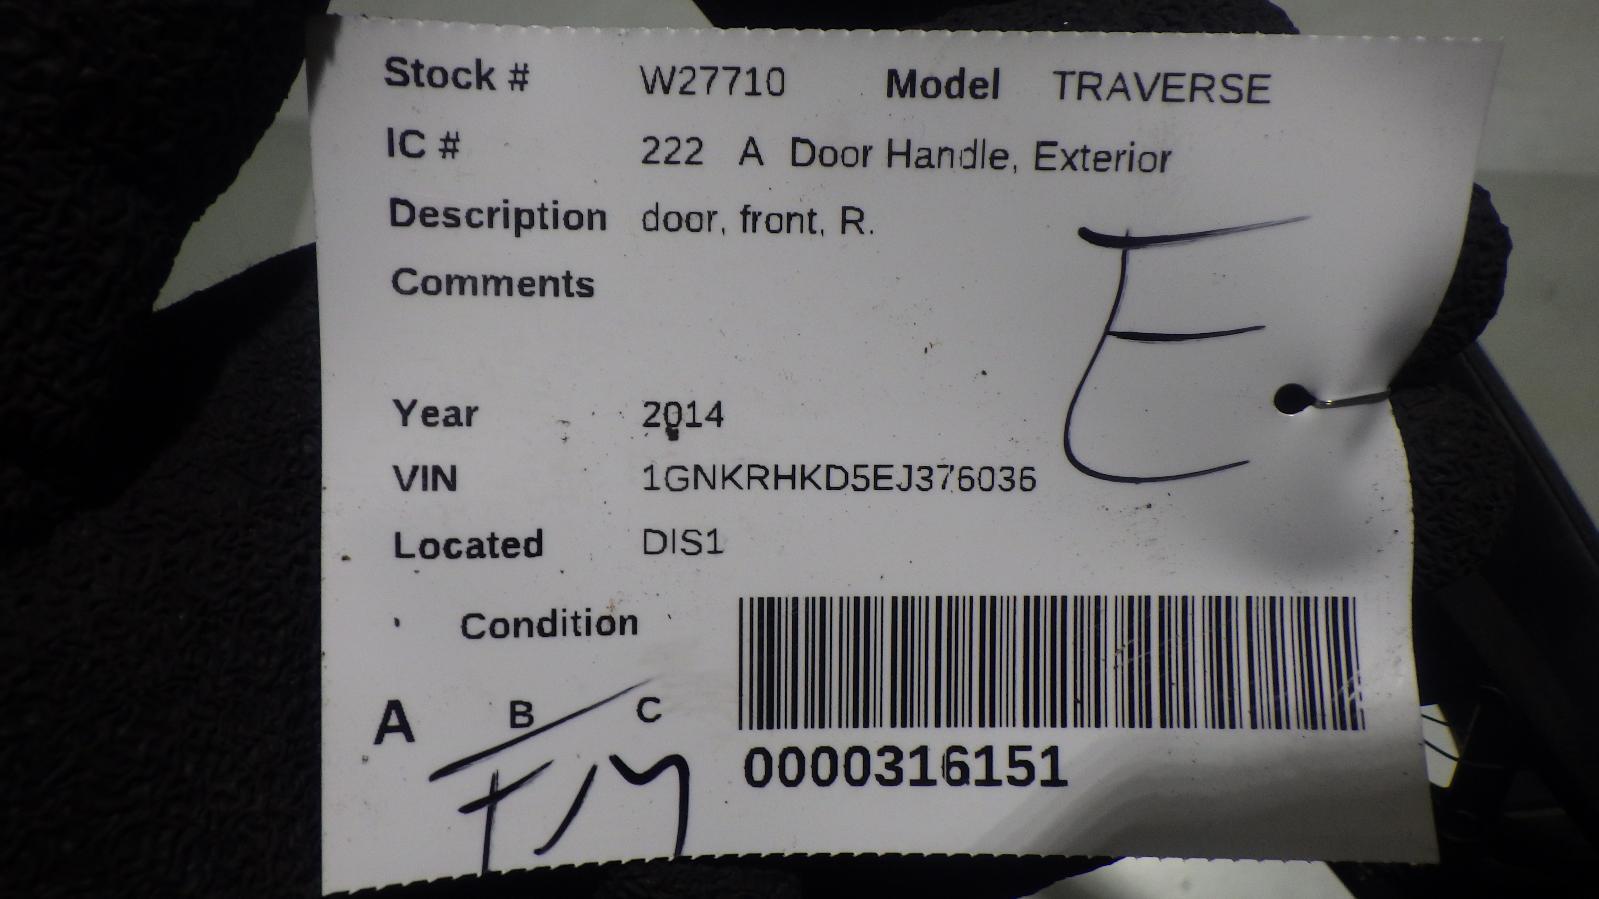 Stock # W27710 Model TRAVERSE
IC # 222 A Door Handle, Exterior
Description door, front, R.
Comments
E
Year 2014
VIN 1GNKRHKD5EJ376036
Located DIS1
Condition
A B C
0000316151